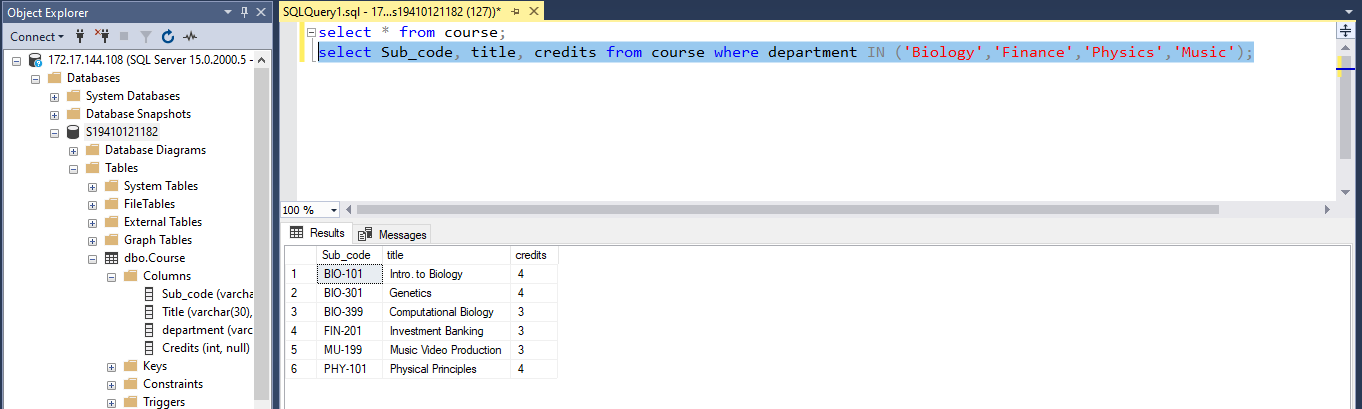 Object Explorer
Connect
172.17.144.108 (SQL Server 15.0.2000.5 -
Databases
System Databases
Database Snapshots
S19410121182
Database Diagrams
Tables
System Tables
FileTables
External Tables
Graph Tables
dbo.Course
Columns
Sub_code (varcha
Title (varchar(30),
department (varc
Credits (int, null)
Keys
Constraints
Triggers
SQLQuery1.sql - 17...s19410121182 (127))*
select * from course;
select Sub_code, title, credits from course where department IN ('Biology','Finance','Physics','Music');
100 %
Results Messages
Sub_code title credits
1 BIO-101 Intro. to Biology 4
2 BIO-301 Genetics 4
3 BIO-399 Computational Biology 3
4 FIN-201 Investment Banking 3
5 MU-199 Music Video Production 3
6 PHY-101 Physical Principles 4